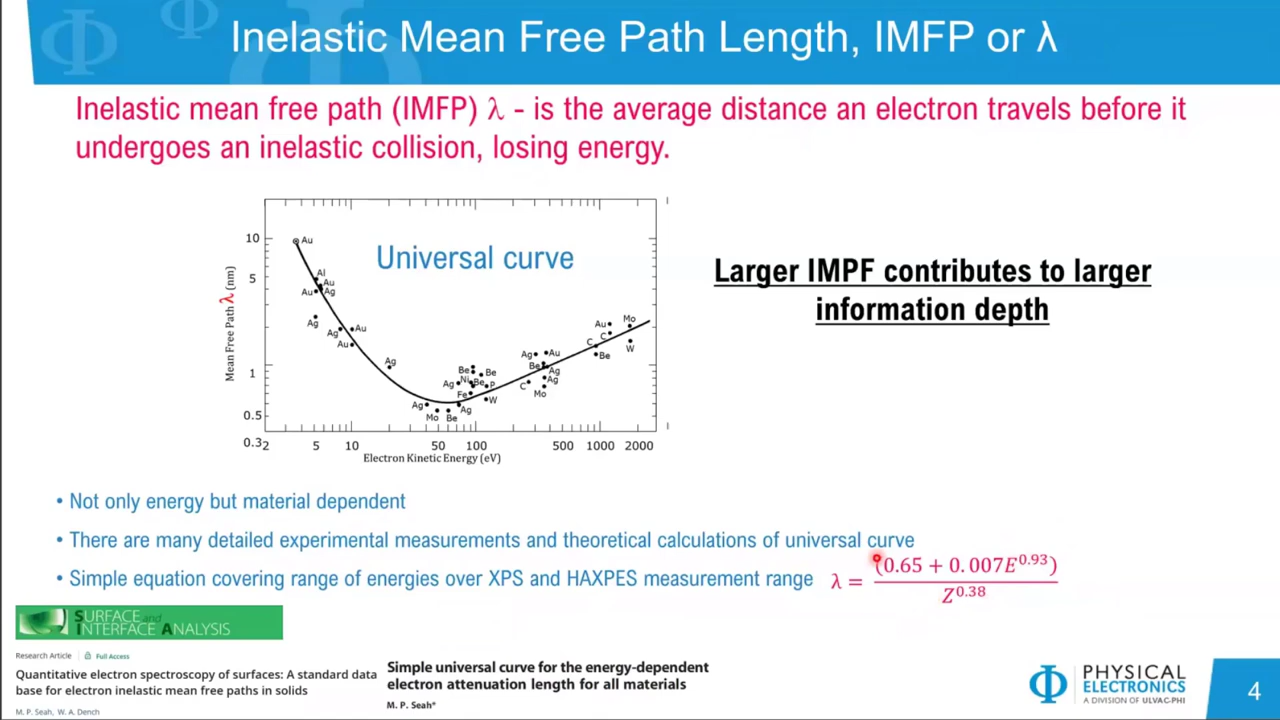 Inelastic Mean Free Path Length, IMFP or λ
Inelastic mean free path (IMFP) λ - is the average distance an electron travels before it
undergoes an inelastic collision, losing energy.
Universal curve
Mean Free Path λ (nm)
10
5
1
0.5
0.3
2
5
10
50
100
500
1000
2000
Electron Kinetic Energy (eV)
Au
Al
Au
Au
Ag
Ag
Ag
Au
Au
Ag
Ag
Mo
Be
Ag
Fe
Ag
Be
Ni
Be
Be
P
W
Ag
Au
Be
Ag
Ag
C
Mo
Au
C
C
Be
Mo
W
Larger IMPF contributes to larger
information depth
• Not only energy but material dependent
• There are many detailed experimental measurements and theoretical calculations of universal curve
• Simple equation covering range of energies over XPS and HAXPES measurement range λ = (0.65 + 0.007E^0.93) / Z^0.38
SURFACE and
INTERFACE ANALYSIS
Research Article Full Access
Quantitative electron spectroscopy of surfaces: A standard data
base for electron inelastic mean free paths in solids
M. P. Seah, W. A. Dench
Simple universal curve for the energy-dependent
electron attenuation length for all materials
M. P. Seah*
PHYSICAL
ELECTRONICS
A DIVISION OF ULVAC-PHI
4